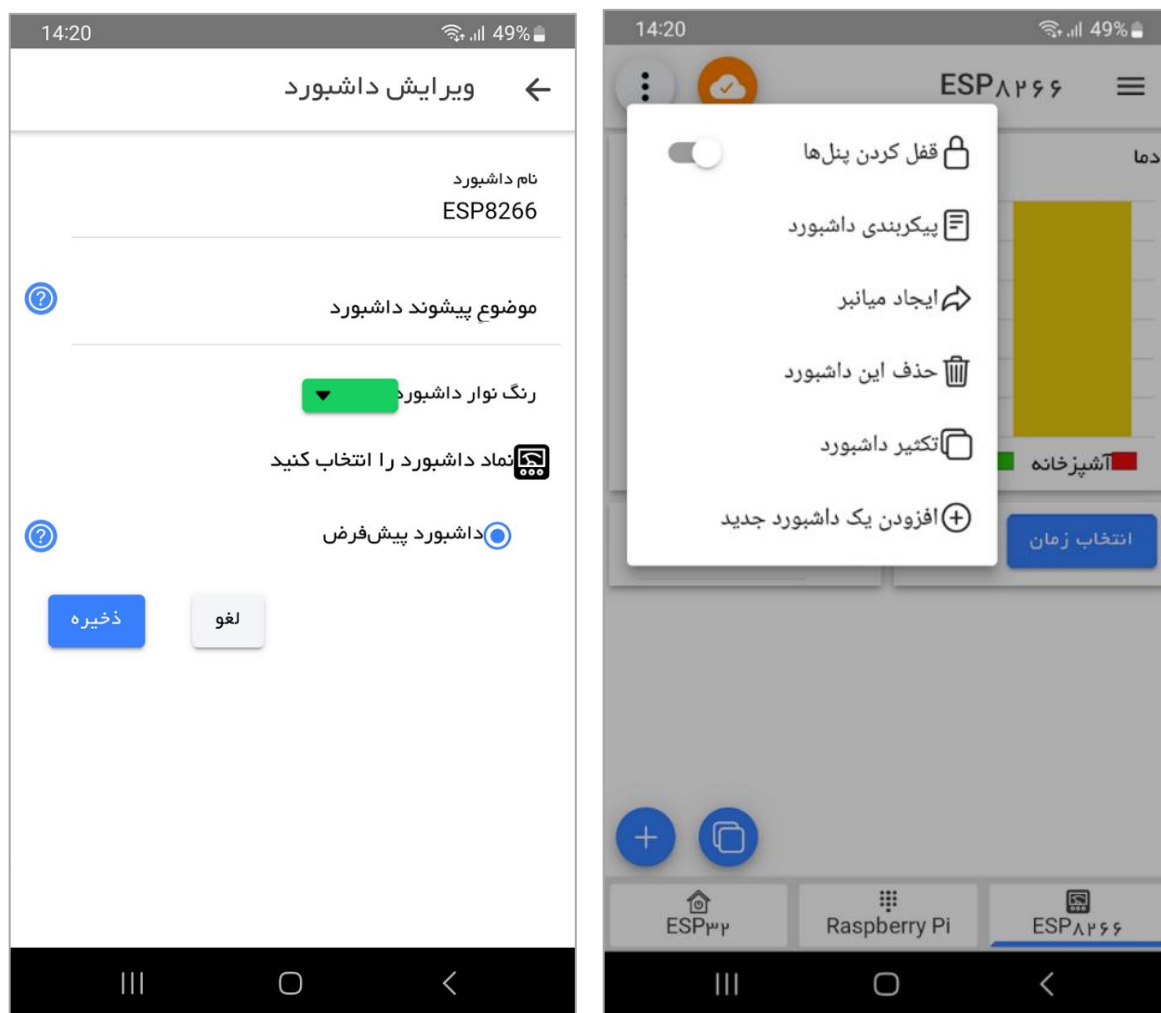 14:20
49%
ویرایش داشبورد
نام داشبورد
ESP8266
موضوع پیشوند داشبورد
رنگ نوار داشبورد
نماد داشبورد را انتخاب کنید
داشبورد پیش‌فرض
لغو
ذخیره
14:20
49%
ESP۸۲۶۶
دما
قفل کردن پنل‌ها
پیکربندی داشبورد
ایجاد میانبر
حذف این داشبورد
تکثیر داشبورد
افزودن یک داشبورد جدید
آشپزخانه
انتخاب زمان
ESP۸۲۶۶
Raspberry Pi
ESP۳۲